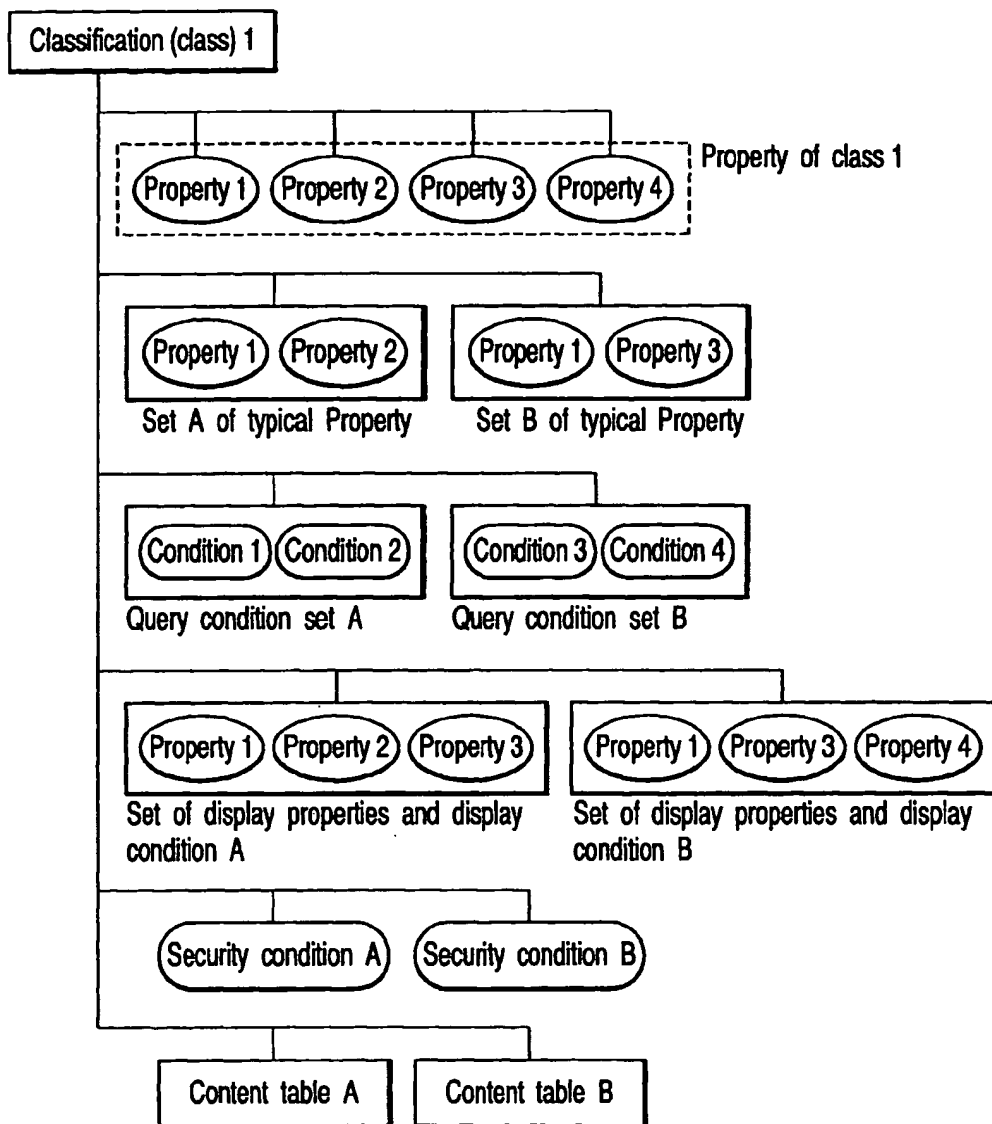 Classification (class) 1
Property of class 1
Property 1 Property 2 Property 3 Property 4
Property 1 Property 2 Property 1 Property 3
Set A of typical Property Set B of typical Property
Condition 1 Condition 2 Condition 3 Condition 4
Query condition set A Query condition set B
Property 1 Property 2 Property 3 Property 1 Property 3 Property 4
Set of display properties and display condition A
Set of display properties and display condition B
Security condition A Security condition B
Content table A Content table B